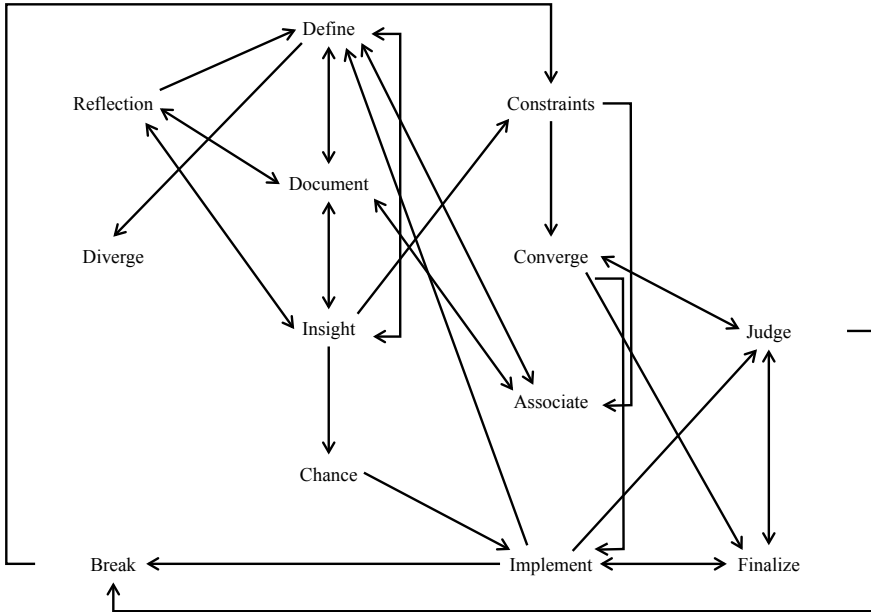 Define
Reflection
Constraints
Document
Diverge
Converge
Insight
Judge
Associate
Chance
Break
Implement
Finalize